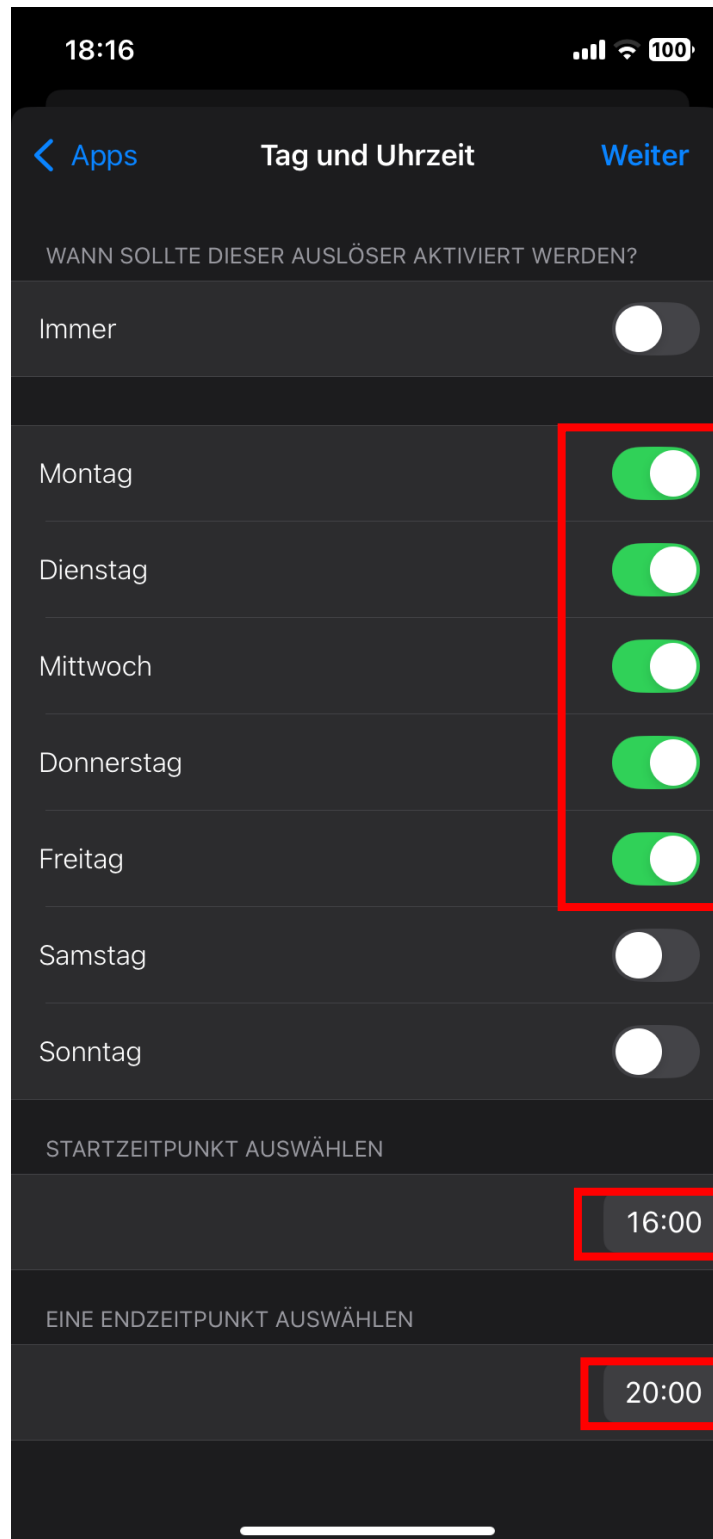 18:16
100
Apps
Tag und Uhrzeit
Weiter
WANN SOLLTE DIESER AUSLÖSER AKTIVIERT WERDEN?
Immer
Montag
Dienstag
Mittwoch
Donnerstag
Freitag
Samstag
Sonntag
STARTZEITPUNKT AUSWÄHLEN
16:00
EINE ENDZEITPUNKT AUSWÄHLEN
20:00